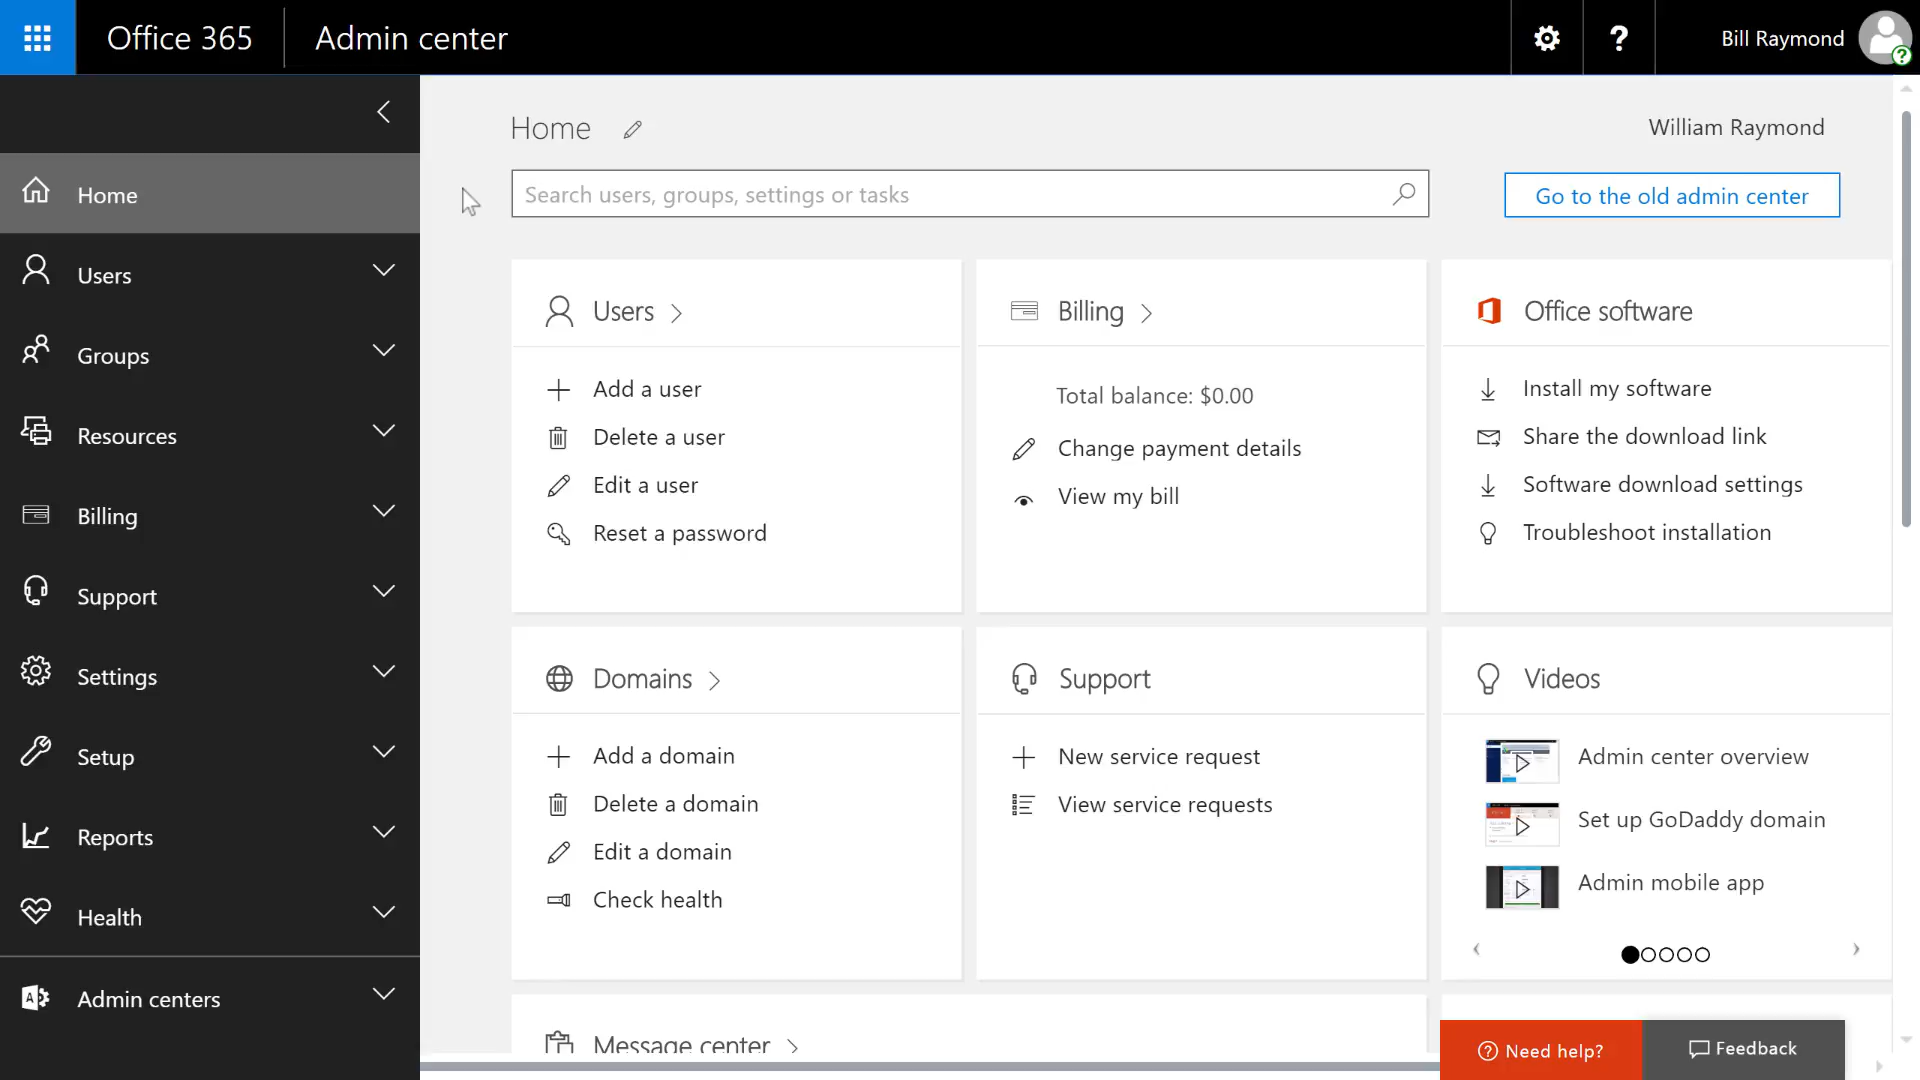 Office 365
Admin center
Bill Raymond
Home
Users
Groups
Resources
Billing
Support
Settings
Setup
Reports
Health
Admin centers
Home
William Raymond
Search users, groups, settings or tasks
Go to the old admin center
Users
Add a user
Delete a user
Edit a user
Reset a password
Billing
Total balance: $0.00
Change payment details
View my bill
Office software
Install my software
Share the download link
Software download settings
Troubleshoot installation
Domains
Add a domain
Delete a domain
Edit a domain
Check health
Support
New service request
View service requests
Videos
Admin center overview
Set up GoDaddy domain
Admin mobile app
Message center
Need help?
Feedback